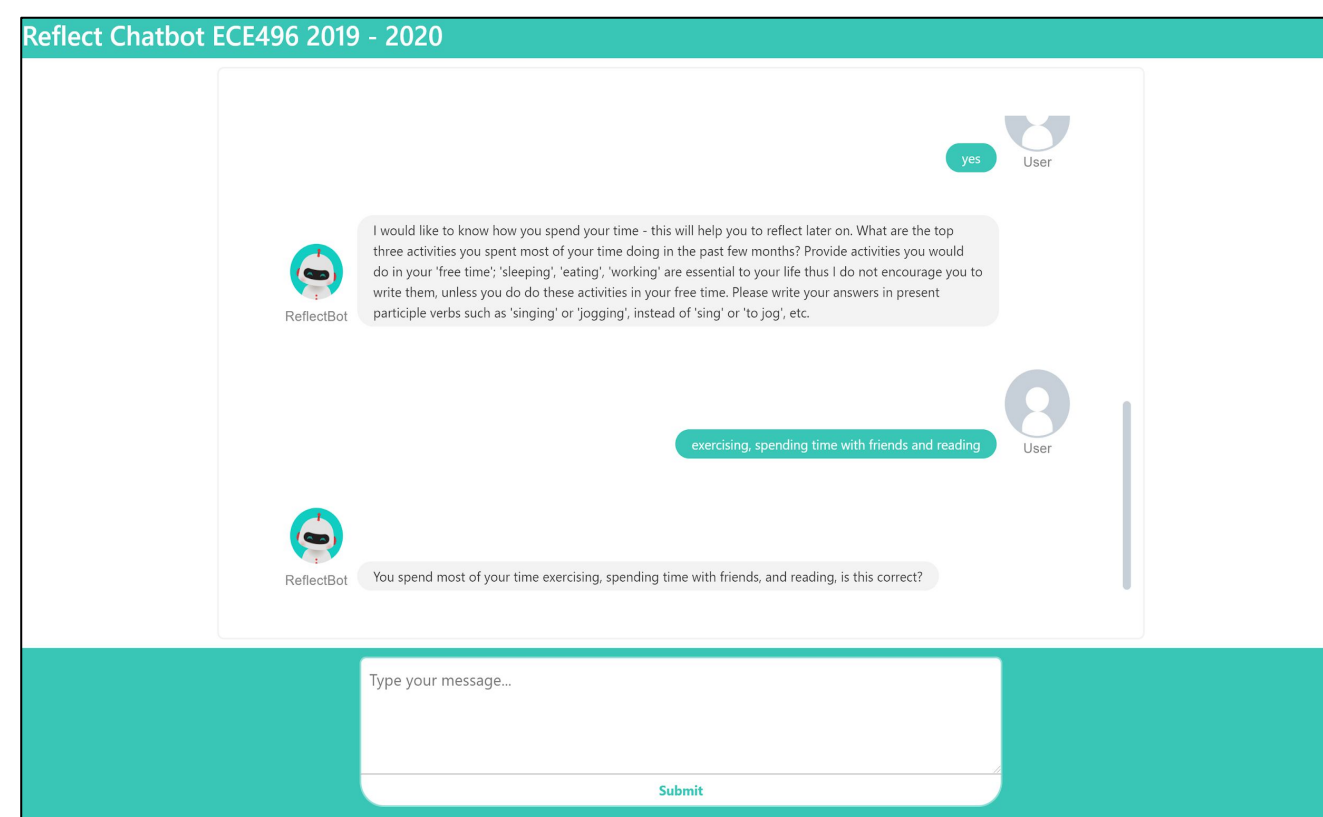 Reflect Chatbot ECE496 2019 - 2020
yes
User
I would like to know how you spend your time - this will help you to reflect later on. What are the top
three activities you spent most of your time doing in the past few months? Provide activities you would
do in your 'free time'; 'sleeping', 'eating', 'working' are essential to your life thus I do not encourage you to
write them, unless you do do these activities in your free time. Please write your answers in present
participle verbs such as 'singing' or 'jogging', instead of 'sing' or 'to jog', etc.
ReflectBot
exercising, spending time with friends and reading
User
You spend most of your time exercising, spending time with friends, and reading, is this correct?
ReflectBot
Type your message...
Submit